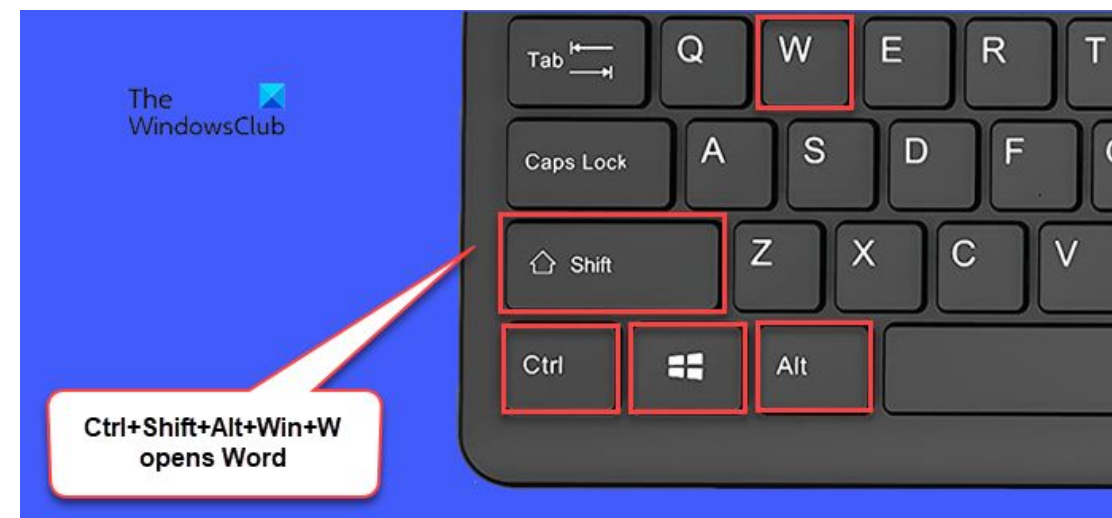 The
WindowsClub
Tab Q W E R T
Caps Lock A S D F
Shift Z X C V
Ctrl Alt
Ctrl+Shift+Alt+Win+W
opens Word